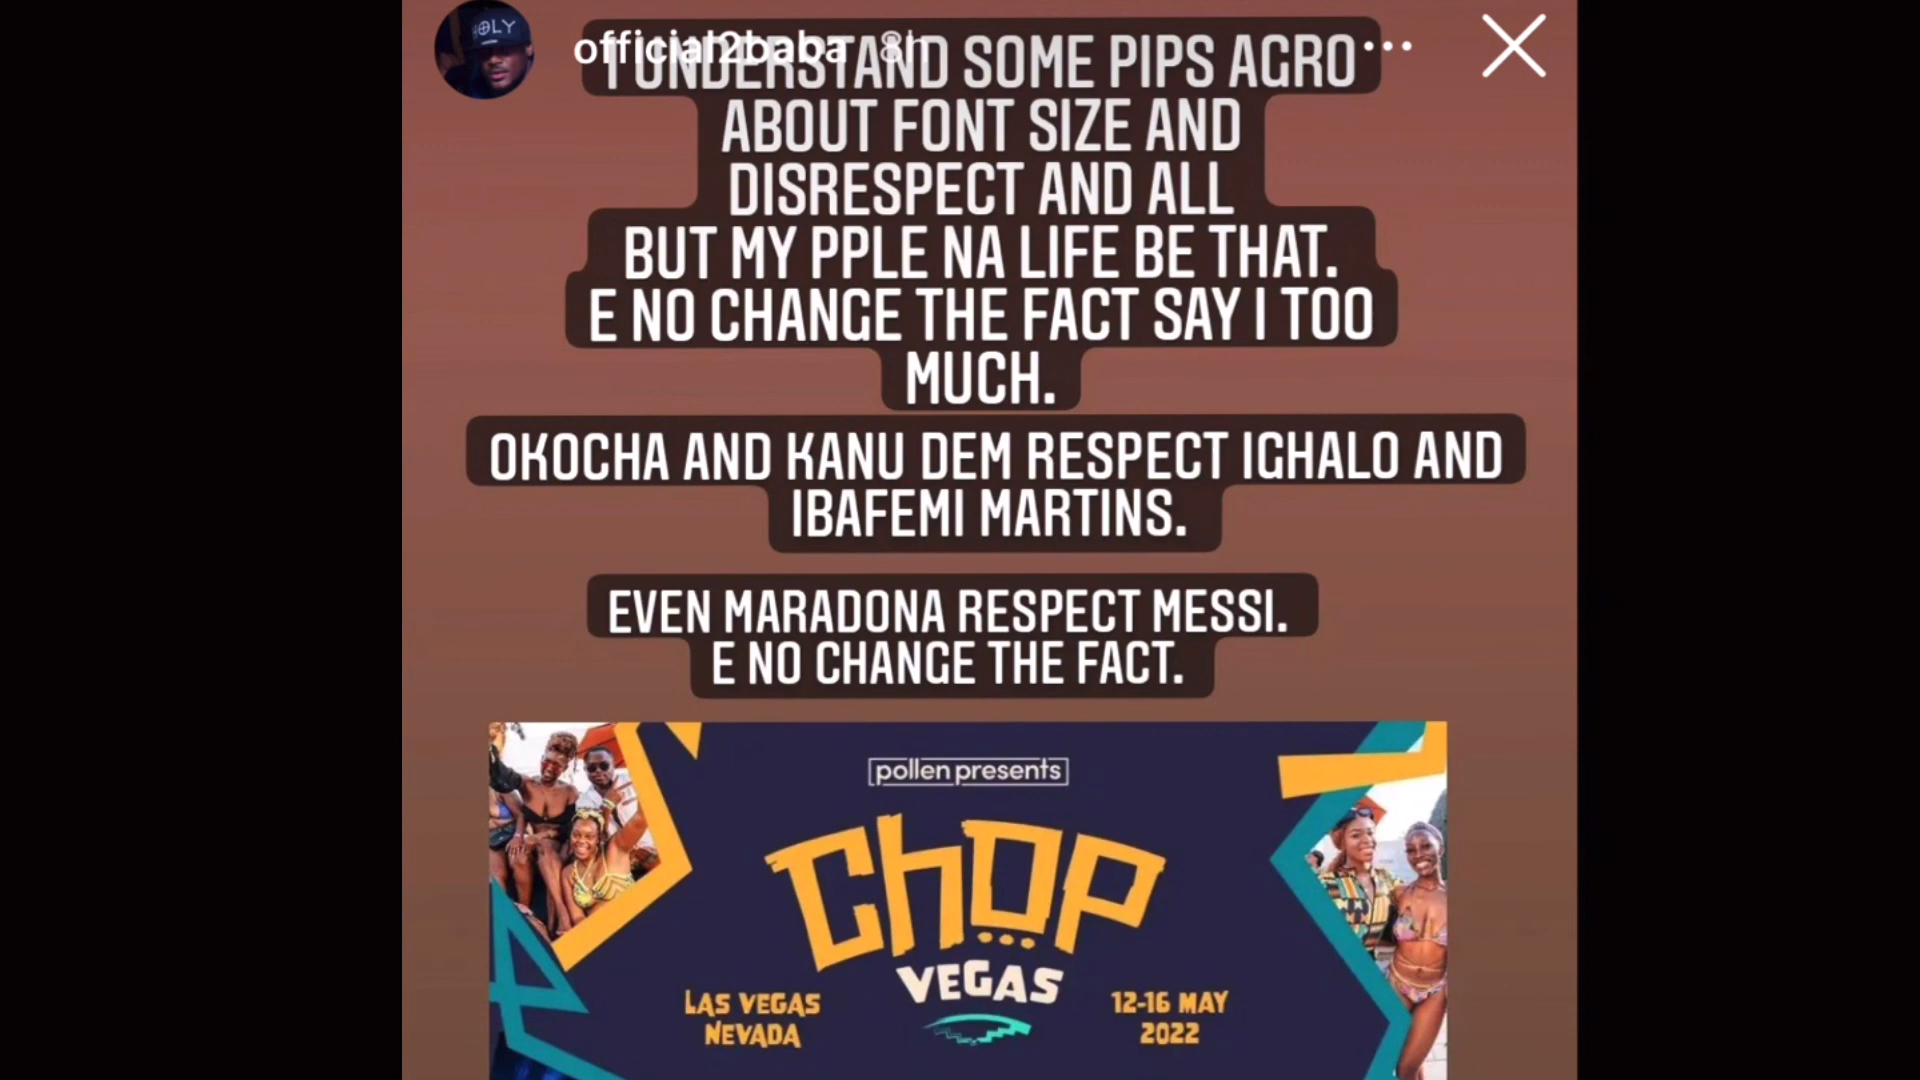 HOLY
official2baba 8h
I UNDERSTAND SOME PIPS AGRO
ABOUT FONT SIZE AND
DISRESPECT AND ALL
BUT MY PPLE NA LIFE BE THAT.
E NO CHANGE THE FACT SAY I TOO
MUCH.
OKOCHA AND KANU DEM RESPECT IGHALO AND
IBAFEMI MARTINS.
EVEN MARADONA RESPECT MESSI.
E NO CHANGE THE FACT.
pollen presents
CHOP
VEGAS
LAS VEGAS
NEVADA
12-16 MAY
2022